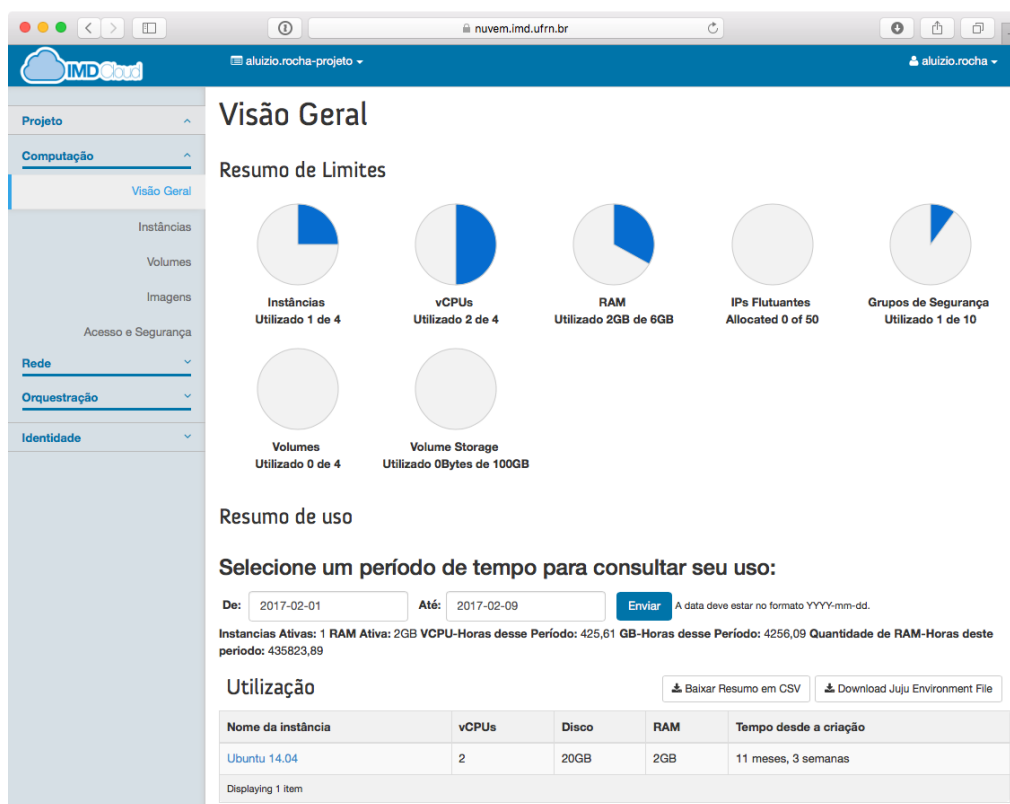 nuvem.imd.ufrn.br
IMDCloud
aluizio.rocha-projeto
aluizio.rocha
Projeto
Computação
Visão Geral
Instâncias
Volumes
Imagens
Acesso e Segurança
Rede
Orquestração
Identidade
Visão Geral
Resumo de Limites
Instâncias
Utilizado 1 de 4
vCPUs
Utilizado 2 de 4
RAM
Utilizado 2GB de 6GB
IPs Flutuantes
Allocated 0 of 50
Grupos de Segurança
Utilizado 1 de 10
Volumes
Utilizado 0 de 4
Volume Storage
Utilizado 0Bytes de 100GB
Resumo de uso
Selecione um período de tempo para consultar seu uso:
De: 2017-02-01 Até: 2017-02-09 Enviar A data deve estar no formato YYYY-mm-dd.
Instancias Ativas: 1 RAM Ativa: 2GB VCPU-Horas desse Período: 425,61 GB-Horas desse Período: 4256,09 Quantidade de RAM-Horas deste
periodo: 435823,89
Utilização
Baixar Resumo em CSV
Download Juju Environment File
Nome da instância vCPUs Disco RAM Tempo desde a criação
Ubuntu 14.04 2 20GB 2GB 11 meses, 3 semanas
Displaying 1 item